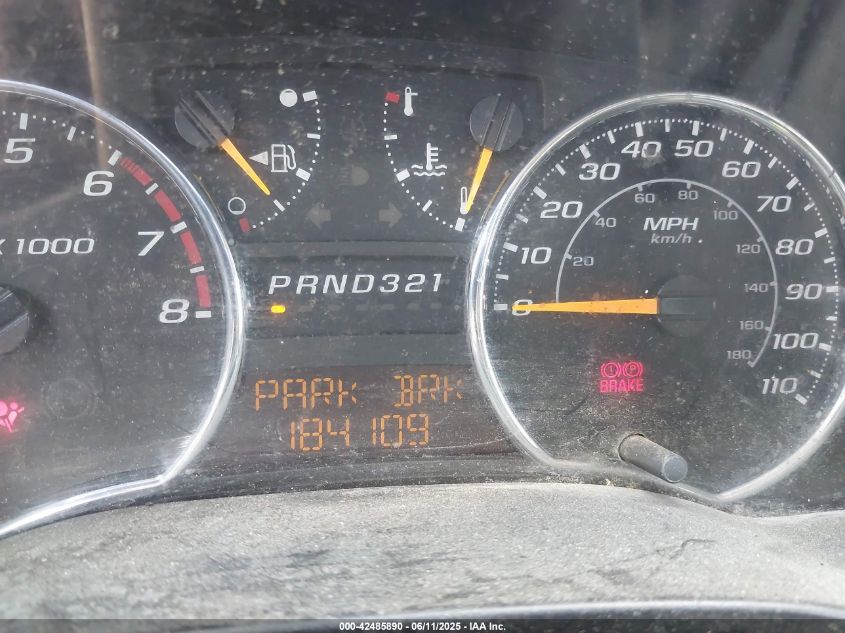 5 6 7 8
X 1000
PRND321
PARK BRK
184109
0 10 20 30 40 50 60 70 80 90 100 110
20 40 60 80 100 120 140 160 180
MPH
km/h
BRAKE
000-42485890 - 06/11/2025 - IAA Inc.